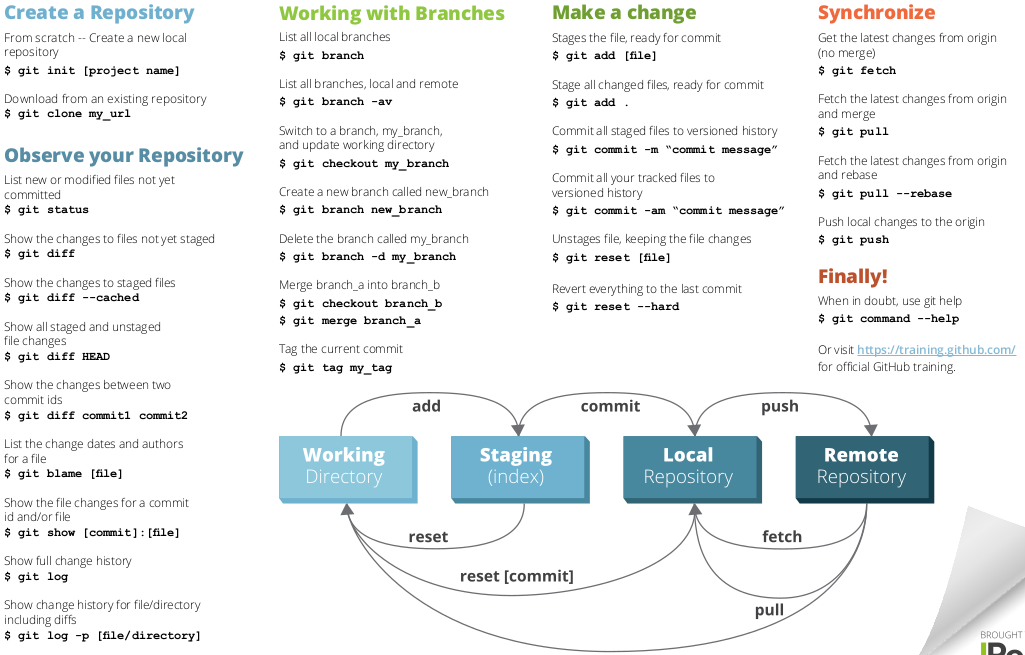 Create a Repository
From scratch -- Create a new local
repository
$ git init [project name]
Download from an existing repository
$ git clone my_url
Observe your Repository
List new or modified files not yet
committed
$ git status
Show the changes to files not yet staged
$ git diff
Show the changes to staged files
$ git diff --cached
Show all staged and unstaged
file changes
$ git diff HEAD
Show the changes between two
commit ids
$ git diff commit1 commit2
List the change dates and authors
for a file
$ git blame [file]
Show the file changes for a commit
id and/or file
$ git show [commit]:[file]
Show full change history
$ git log
Show change history for file/directory
including diffs
$ git log -p [file/directory]
Working with Branches
List all local branches
$ git branch
List all branches, local and remote
$ git branch -av
Switch to a branch, my_branch,
and update working directory
$ git checkout my_branch
Create a new branch called new_branch
$ git branch new_branch
Delete the branch called my_branch
$ git branch -d my_branch
Merge branch_a into branch_b
$ git checkout branch_b
$ git merge branch_a
Tag the current commit
$ git tag my_tag
Make a change
Stages the file, ready for commit
$ git add [file]
Stage all changed files, ready for commit
$ git add .
Commit all staged files to versioned history
$ git commit -m “commit message”
Commit all your tracked files to
versioned history
$ git commit -am “commit message”
Unstages file, keeping the file changes
$ git reset [file]
Revert everything to the last commit
$ git reset --hard
Synchronize
Get the latest changes from origin
(no merge)
$ git fetch
Fetch the latest changes from origin
and merge
$ git pull
Fetch the latest changes from origin
and rebase
$ git pull --rebase
Push local changes to the origin
$ git push
Finally!
When in doubt, use git help
$ git command --help
Or visit https://training.github.com/
for official GitHub training.
add
commit
push
Working
Directory
Staging
(index)
Local
Repository
Remote
Repository
reset
fetch
reset [commit]
pull
BROUGHT